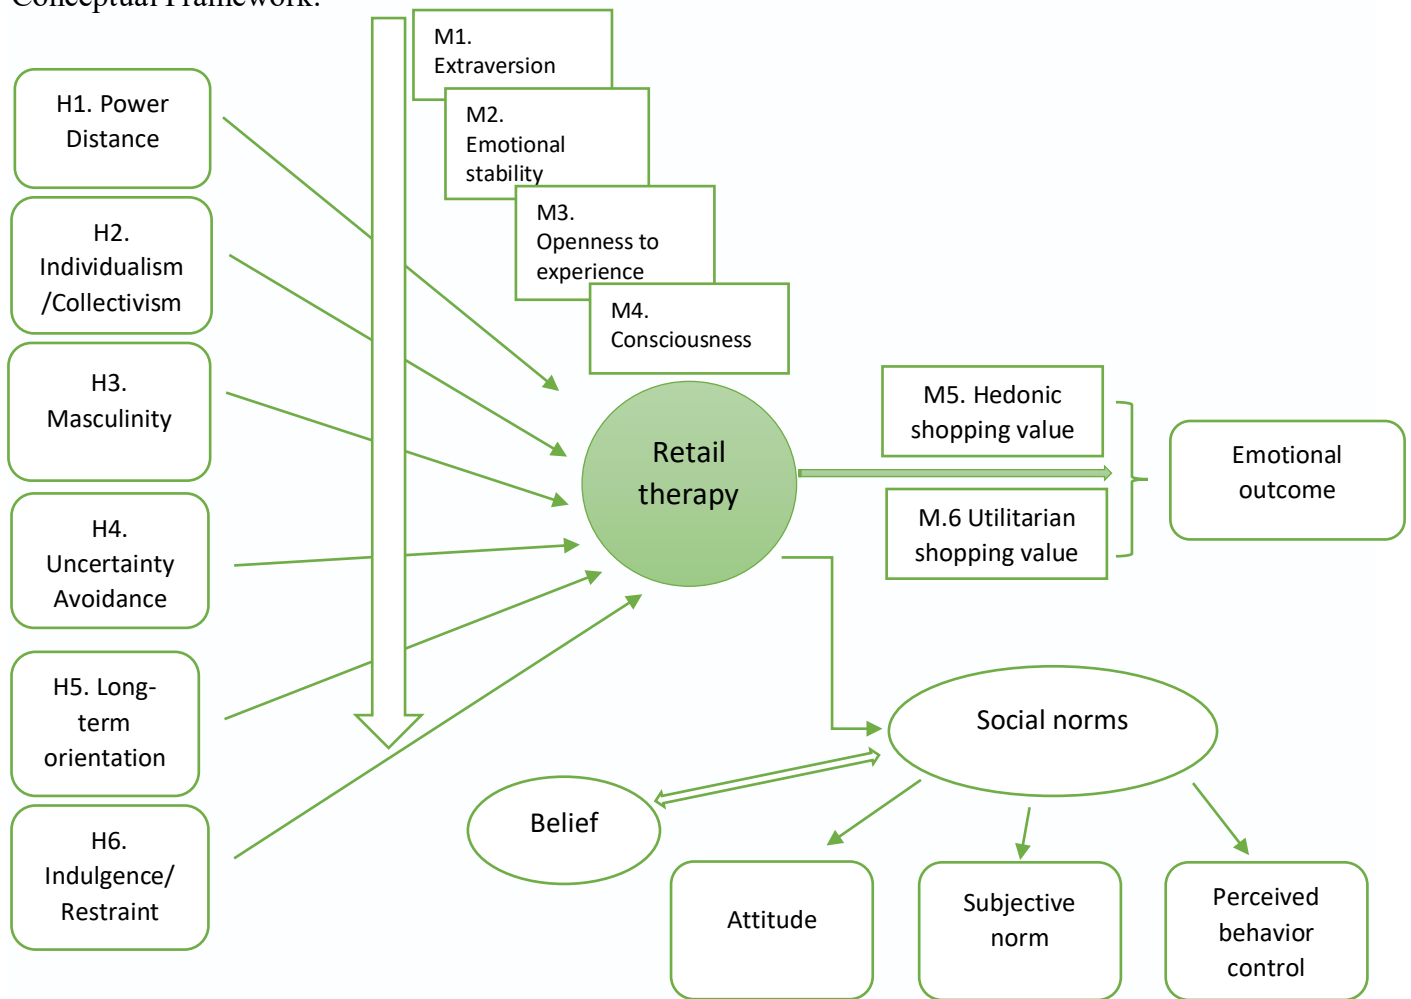 Conceptual Framework:
M1.
Extraversion
M2.
Emotional
stability
M3.
Openness to
experience
M4.
Consciousness
H1. Power
Distance
H2.
Individualism
/Collectivism
H3.
Masculinity
H4.
Uncertainty
Avoidance
H5. Long-
term
orientation
H6.
Indulgence/
Restraint
Retail
therapy
M5. Hedonic
shopping value
M.6 Utilitarian
shopping value
Emotional
outcome
Social norms
Belief
Attitude
Subjective
norm
Perceived
behavior
control